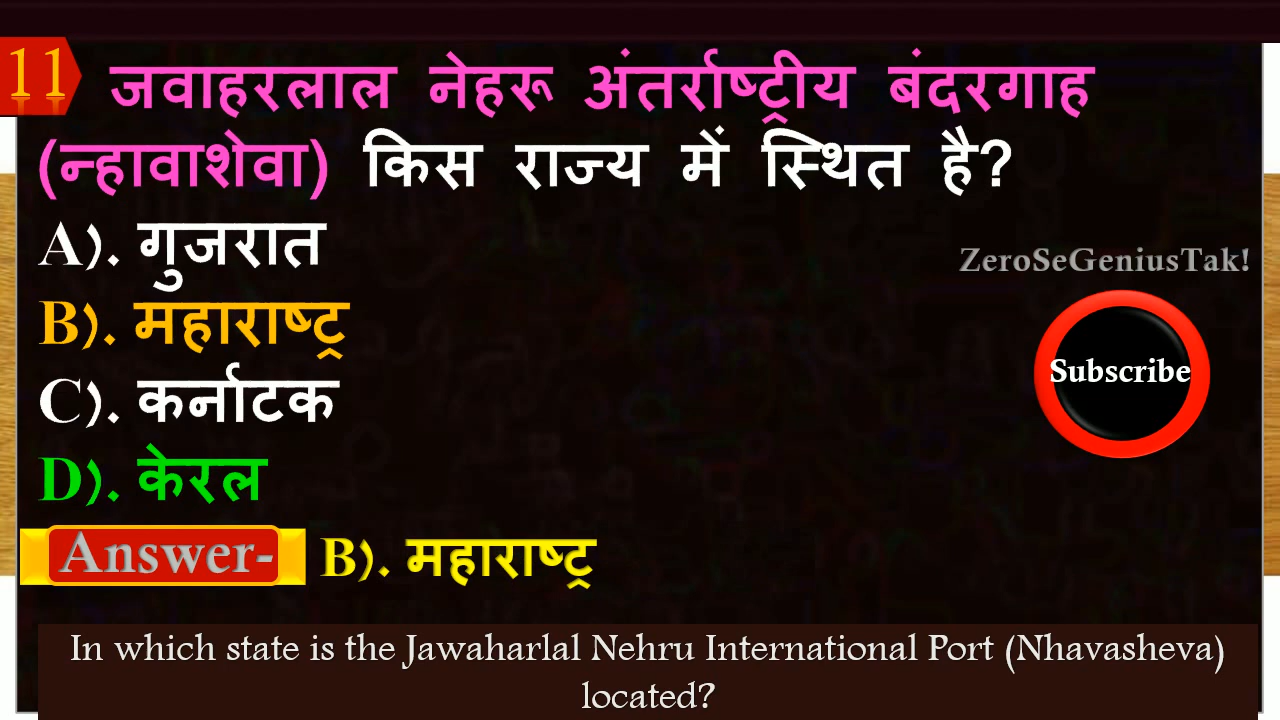 11 जवाहरलाल नेहरू अंतर्राष्ट्रीय बंदरगाह
(न्हावाशेवा) किस राज्य में स्थित है?
A). गुजरात
B). महाराष्ट्र
C). कर्नाटक
D). केरल
ZeroSeGeniusTak!
Subscribe
Answer- B). महाराष्ट्र
In which state is the Jawaharlal Nehru International Port (Nhavasheva)
located?